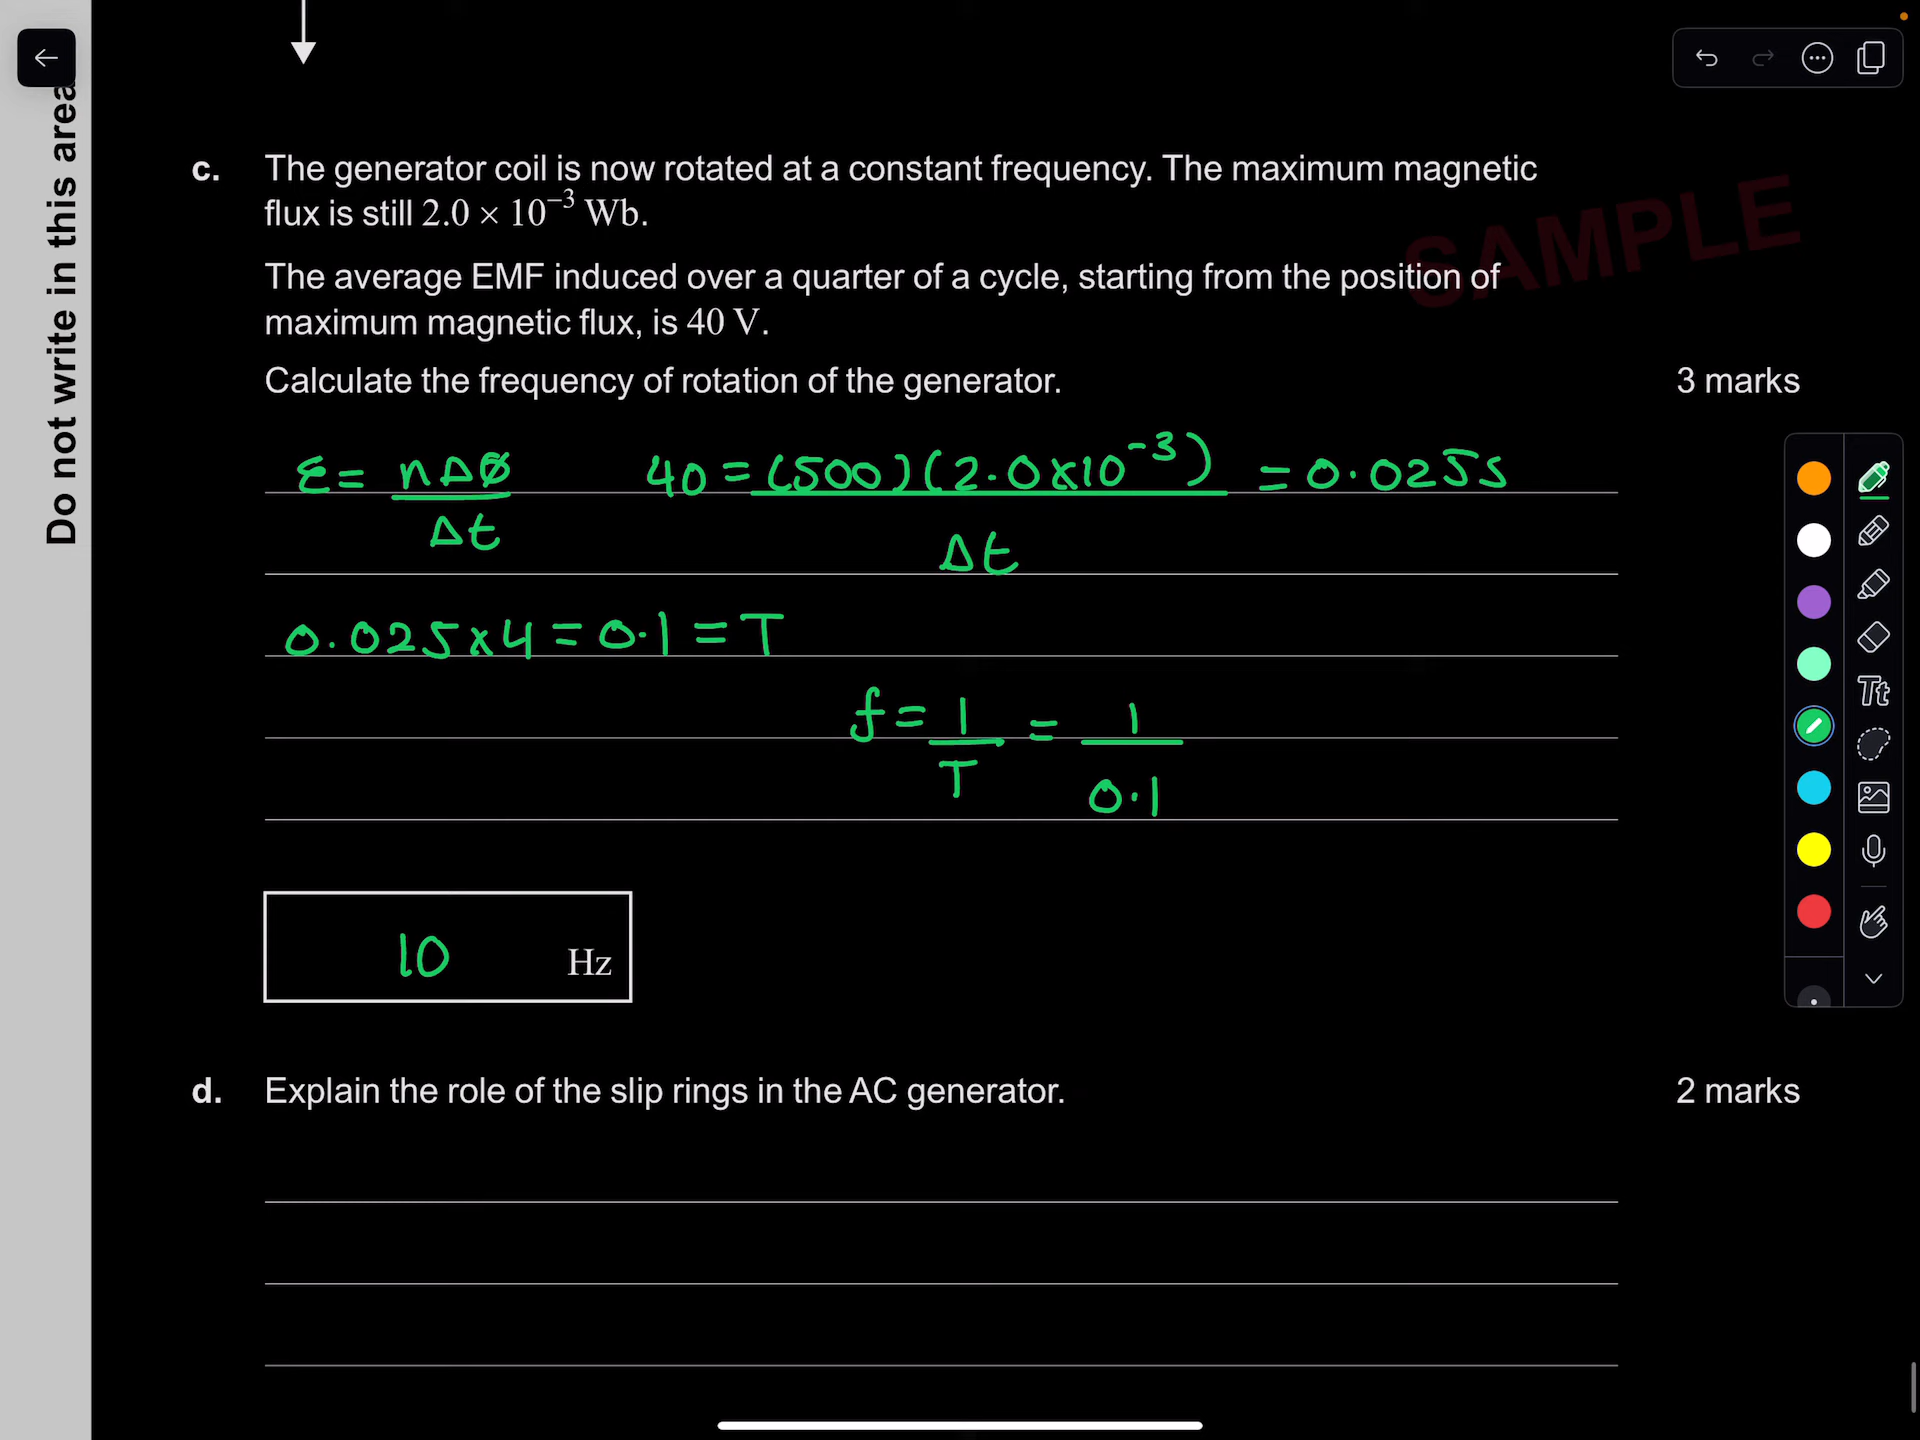 Do not write in this area
c. The generator coil is now rotated at a constant frequency. The maximum magnetic
flux is still 2.0 × 10⁻³ Wb.
SAMPLE
The average EMF induced over a quarter of a cycle, starting from the position of
maximum magnetic flux, is 40 V.
Calculate the frequency of rotation of the generator. 3 marks
ε = nΔΦ/Δt 40 = (500)(2.0×10⁻³)/Δt = 0.025s
0.025×4 = 0.1 = T
f = 1/T = 1/0.1
10 Hz
d. Explain the role of the slip rings in the AC generator. 2 marks
Tt